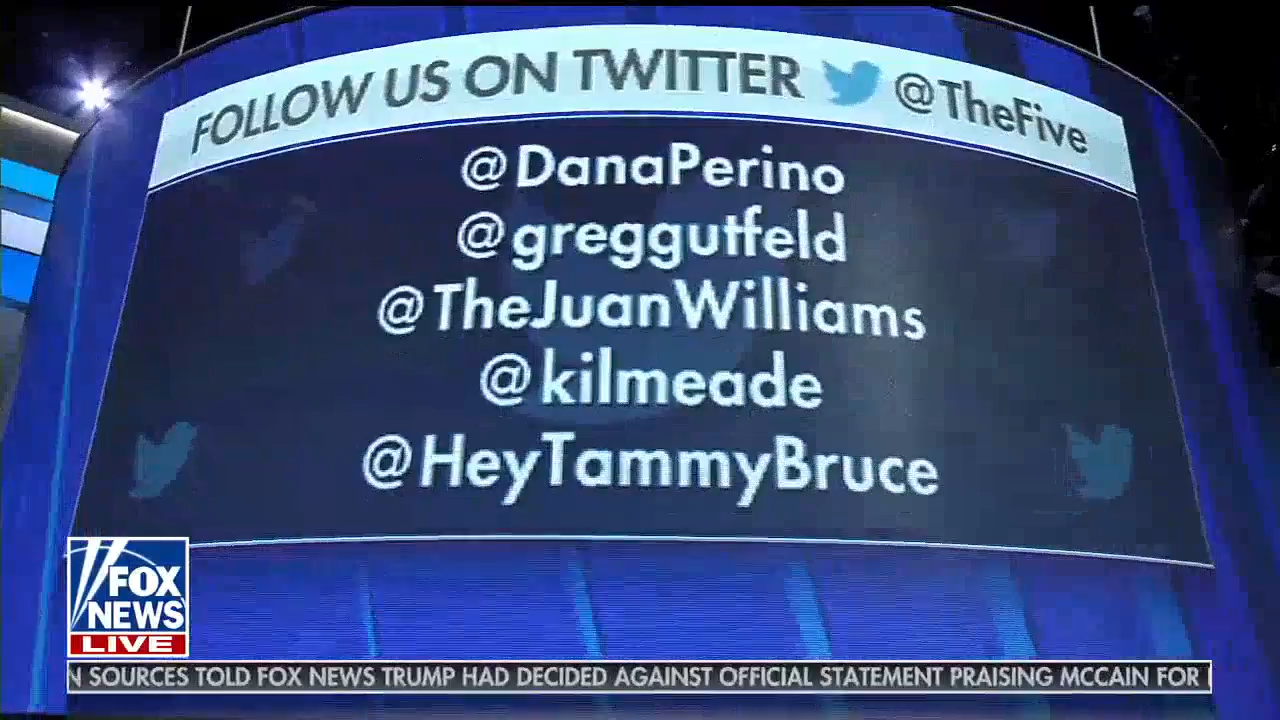 FOLLOW US ON TWITTER @TheFive
@DanaPerino
@greggutfeld
@TheJuanWilliams
@kilmeade
@HeyTammyBruce
FOX
NEWS
LIVE
N SOURCES TOLD FOX NEWS TRUMP HAD DECIDED AGAINST OFFICIAL STATEMENT PRAISING MCCAIN FOR